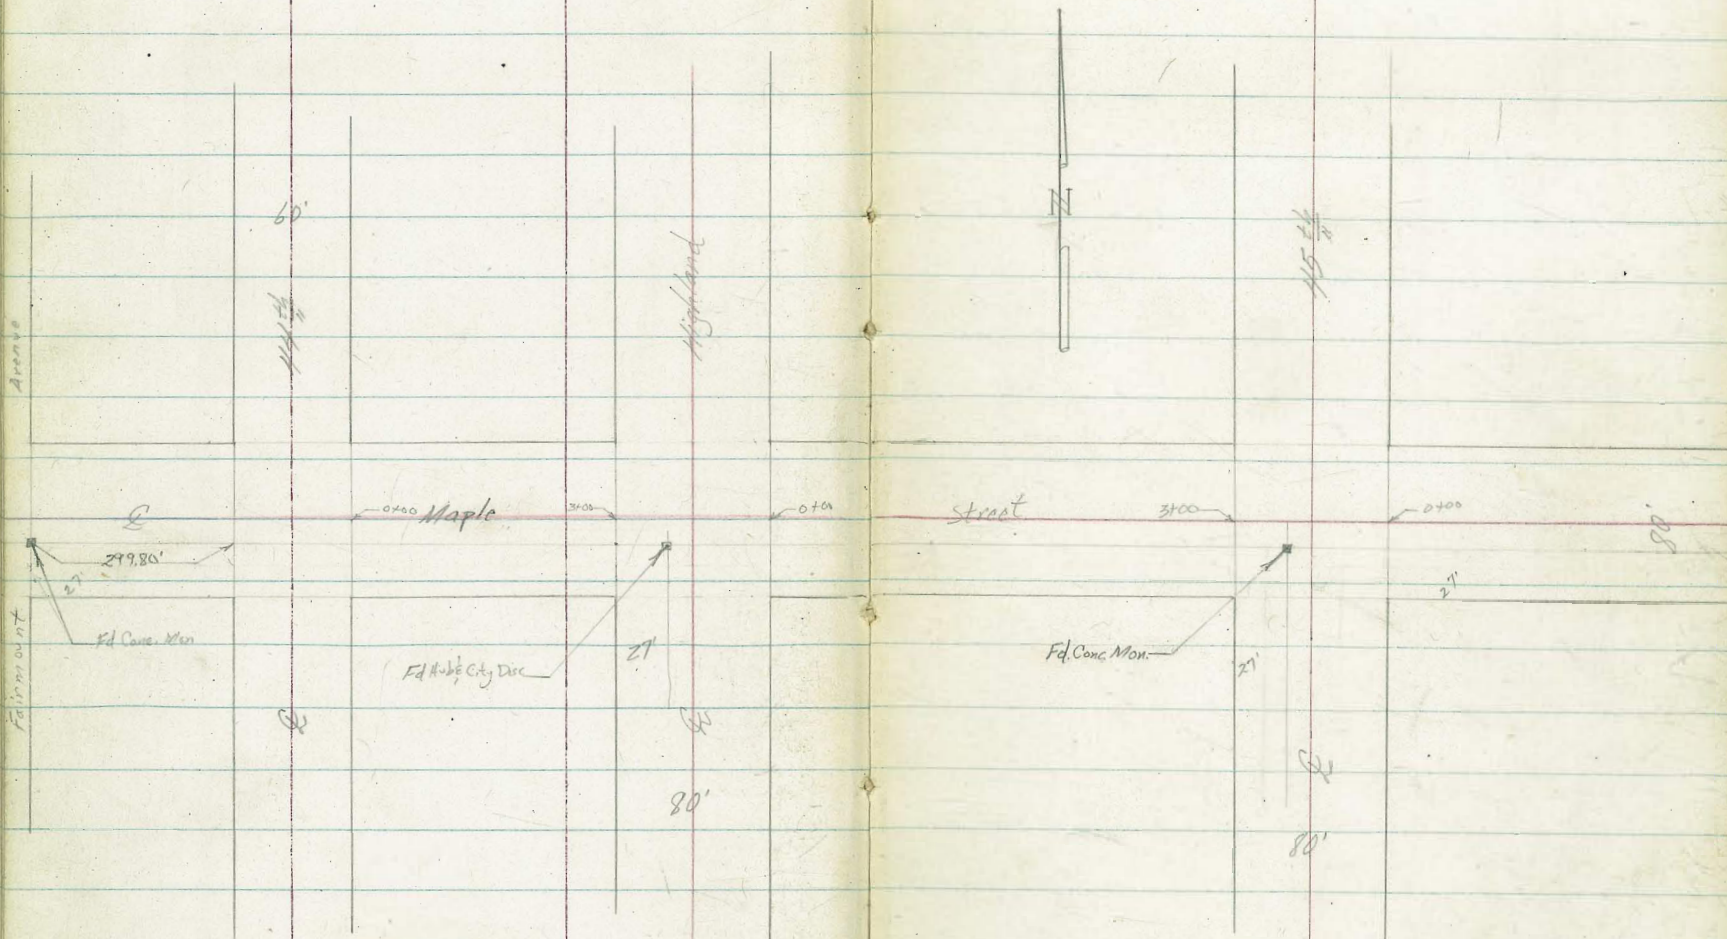 N
60'
45th "
Highland
44th "
Avenue
℄
0+00
Maple
3+00
0+00
Street
3+00
0+00
80'
299.80'
27'
27'
Fd. Conc. Mon
Fd Hub & City Disc
27'
Fd. Conc. Mon.
27'
Fairmount
℄
℄
℄
80'
80'